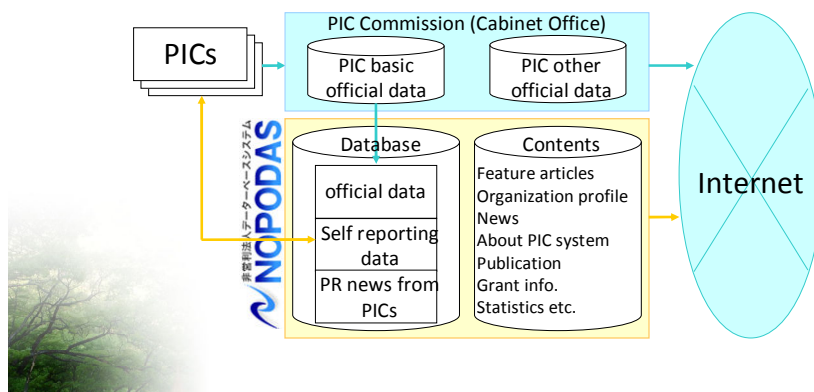 PIC Commission (Cabinet Office)
PICs
PIC basic
official data
PIC other
official data
非営利法人データーベースシステム
NOPODAS
Database
official data
Self reporting
data
PR news from
PICs
Contents
Feature articles
Organization profile
News
About PIC system
Publication
Grant info.
Statistics etc.
Internet